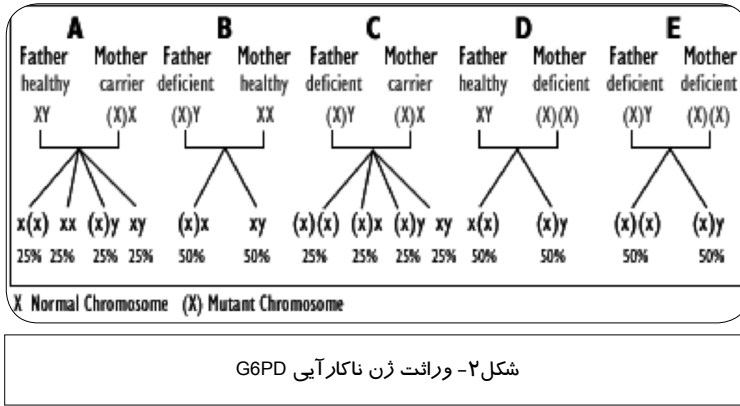 A B C D E
Father Mother Father Mother Father Mother Father Mother Father Mother
healthy carrier deficient healthy deficient carrier healthy deficient deficient deficient
XY (X)X (X)Y XX (X)Y (X)X XY (X)(X) (X)Y (X)(X)
x(x) xx (x)y xy (x)x xy (x)(x) (x)x (x)y xy x(x) (x)y (x)(x) (x)y
25% 25% 25% 25% 50% 50% 25% 25% 25% 25% 50% 50% 50% 50%
X Normal Chromosome (X) Mutant Chromosome
شکل۲- وراثت ژن ناکارآیی G6PD